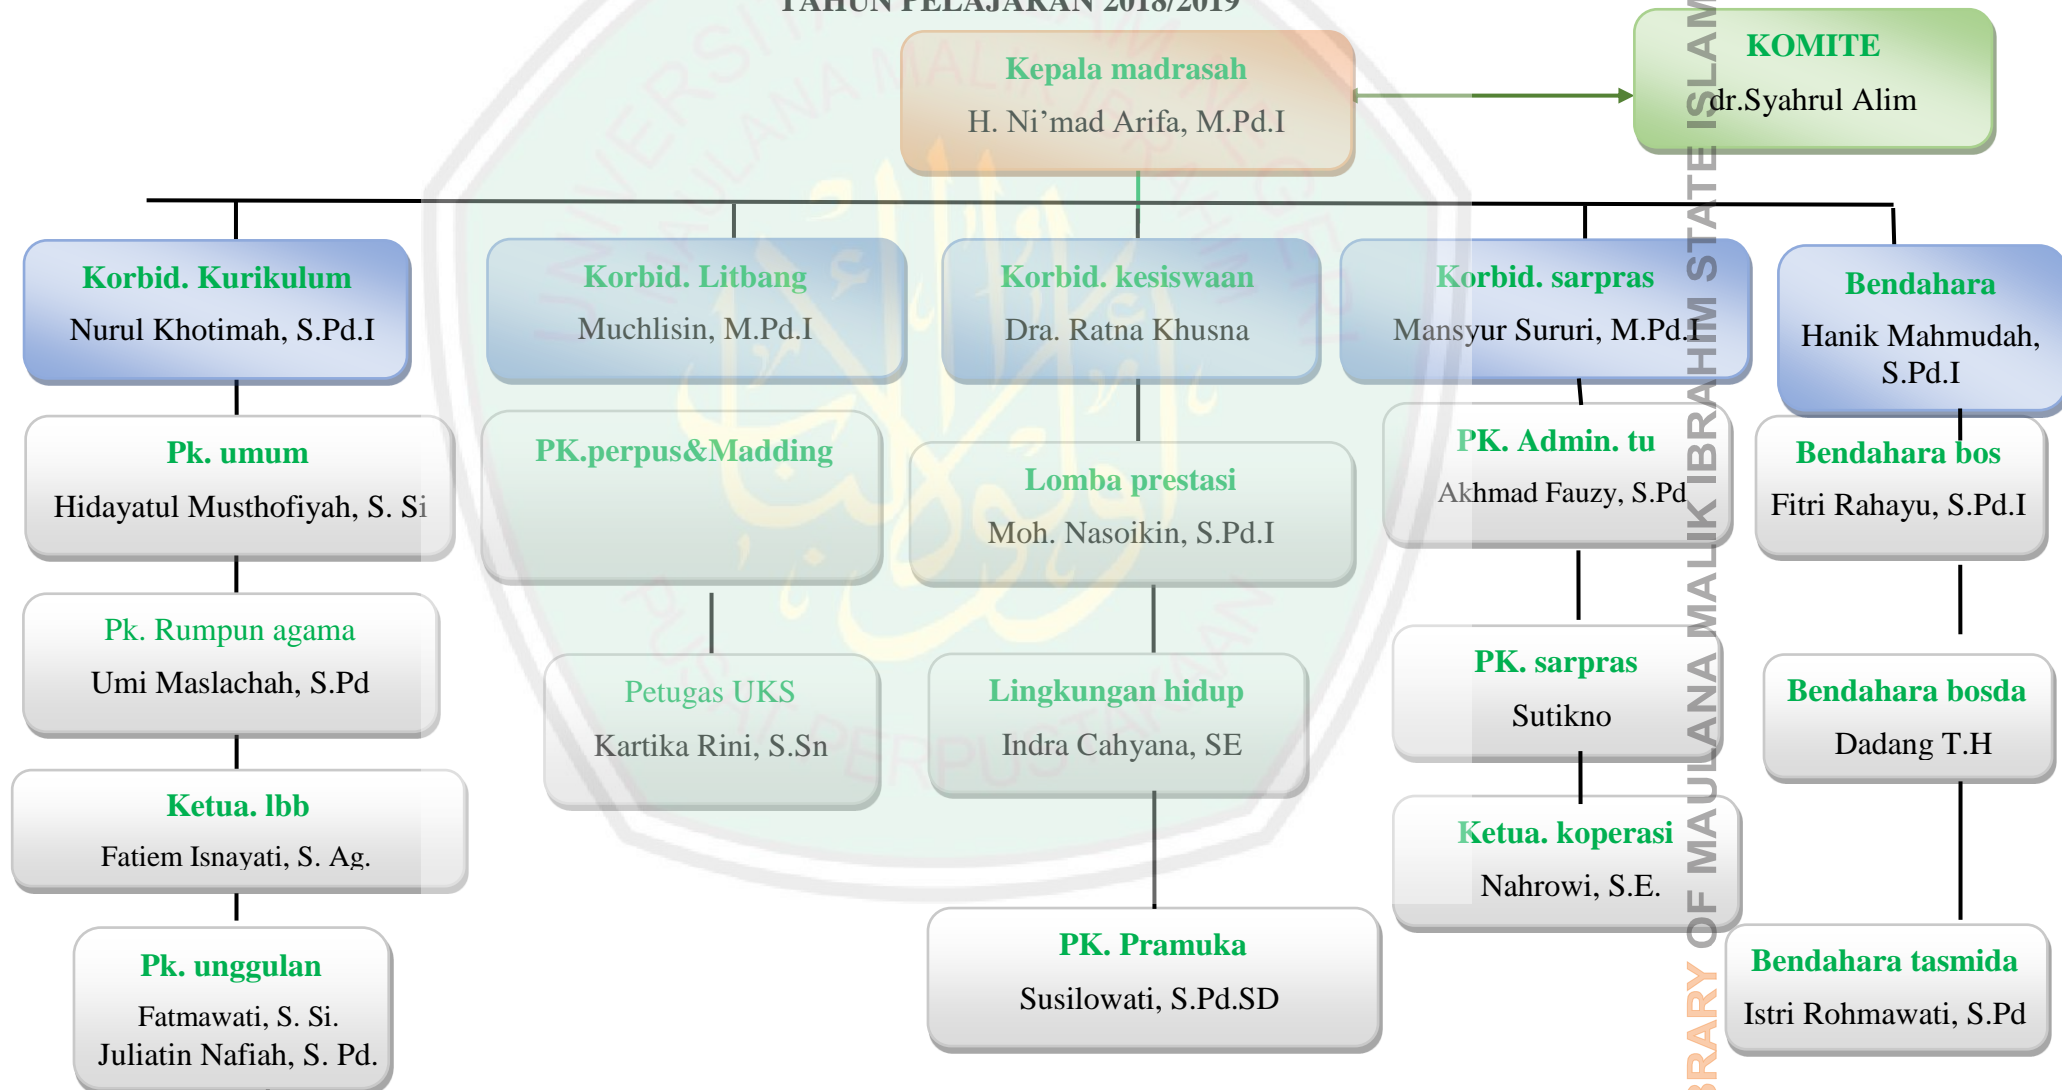 TAHUN PELAJARAN 2018/2019
Kepala madrasah
H. Ni’mad Arifa, M.Pd.I
KOMITE
dr.Syahrul Alim
Korbid. Kurikulum
Nurul Khotimah, S.Pd.I
Korbid. Litbang
Muchlisin, M.Pd.I
Korbid. kesiswaan
Dra. Ratna Khusna
Korbid. sarpras
Mansyur Sururi, M.Pd.I
Bendahara
Hanik Mahmudah,
S.Pd.I
Pk. umum
Hidayatul Musthofiyah, S. Si
PK.perpus&Madding
Lomba prestasi
Moh. Nasoikin, S.Pd.I
PK. Admin. tu
Akhmad Fauzy, S.Pd
Bendahara bos
Fitri Rahayu, S.Pd.I
Pk. Rumpun agama
Umi Maslachah, S.Pd
Petugas UKS
Kartika Rini, S.Sn
Lingkungan hidup
Indra Cahyana, SE
PK. sarpras
Sutikno
Bendahara bosda
Dadang T.H
Ketua. lbb
Fatiem Isnayati, S. Ag.
Ketua. koperasi
Nahrowi, S.E.
Pk. unggulan
Fatmawati, S. Si.
Juliatin Nafiah, S. Pd.
PK. Pramuka
Susilowati, S.Pd.SD
Bendahara tasmida
Istri Rohmawati, S.Pd
OF MAULANA MALIK IBRAHIM STATE ISLAM
MAULANA MALIK IBRAHIM
PUSAT PERPUSTAKAAN